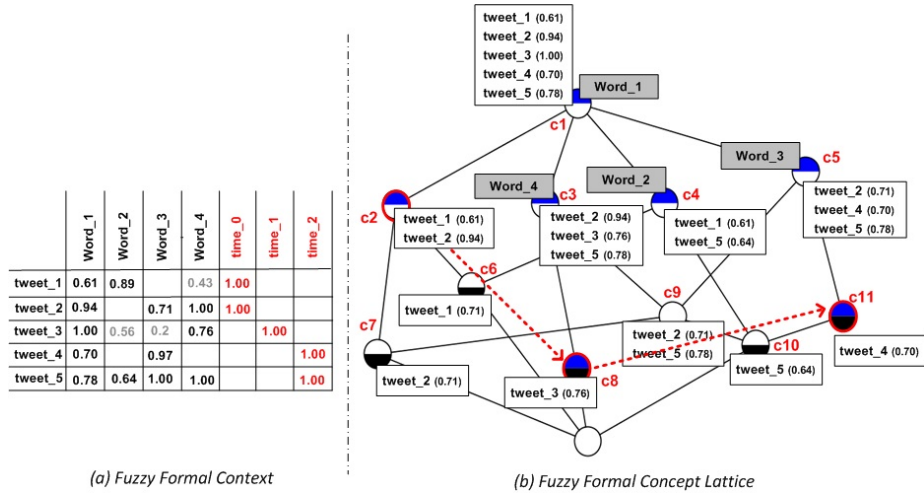 Word_1 Word_2 Word_3 Word_4 time_0 time_1 time_2
tweet_1 0.61 0.89 0.43 1.00
tweet_2 0.94 0.71 1.00 1.00
tweet_3 1.00 0.56 0.2 0.76 1.00
tweet_4 0.70 0.97 1.00
tweet_5 0.78 0.64 1.00 1.00 1.00
(a) Fuzzy Formal Context
tweet_1 (0.61)
tweet_2 (0.94)
tweet_3 (1.00)
tweet_4 (0.70)
tweet_5 (0.78)
Word_1
c1
Word_3
c5
tweet_2 (0.71)
tweet_4 (0.70)
tweet_5 (0.78)
c2
tweet_1 (0.61)
tweet_2 (0.94)
Word_4
c3
tweet_2 (0.94)
tweet_3 (0.76)
tweet_5 (0.78)
Word_2
c4
tweet_1 (0.61)
tweet_5 (0.64)
c6
tweet_1 (0.71)
c7
tweet_2 (0.71)
c9
tweet_2 (0.71)
tweet_5 (0.78)
c11
tweet_4 (0.70)
c10
tweet_5 (0.64)
c8
tweet_3 (0.76)
(b) Fuzzy Formal Concept Lattice